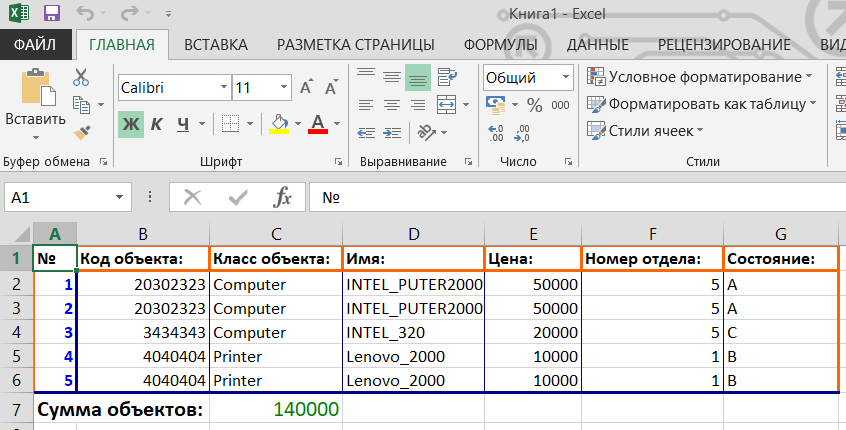 Книга1 - Excel
ФАЙЛ ГЛАВНАЯ ВСТАВКА РАЗМЕТКА СТРАНИЦЫ ФОРМУЛЫ ДАННЫЕ РЕЦЕНЗИРОВАНИЕ ВИД
Calibri 11 Общий Условное форматирование
Вставить Ж К Ч А % 000 Форматировать как таблицу
Стили ячеек
Буфер обмена Шрифт Выравнивание Число Стили
A1 fx №
A B C D E F G
1 № Код объекта: Класс объекта: Имя: Цена: Номер отдела: Состояние:
2 1 20302323 Computer INTEL_PUTER2000 50000 5 A
3 2 20302323 Computer INTEL_PUTER2000 50000 5 A
4 3 3434343 Computer INTEL_320 20000 5 C
5 4 4040404 Printer Lenovo_2000 10000 1 B
6 5 4040404 Printer Lenovo_2000 10000 1 B
7 Сумма объектов: 140000